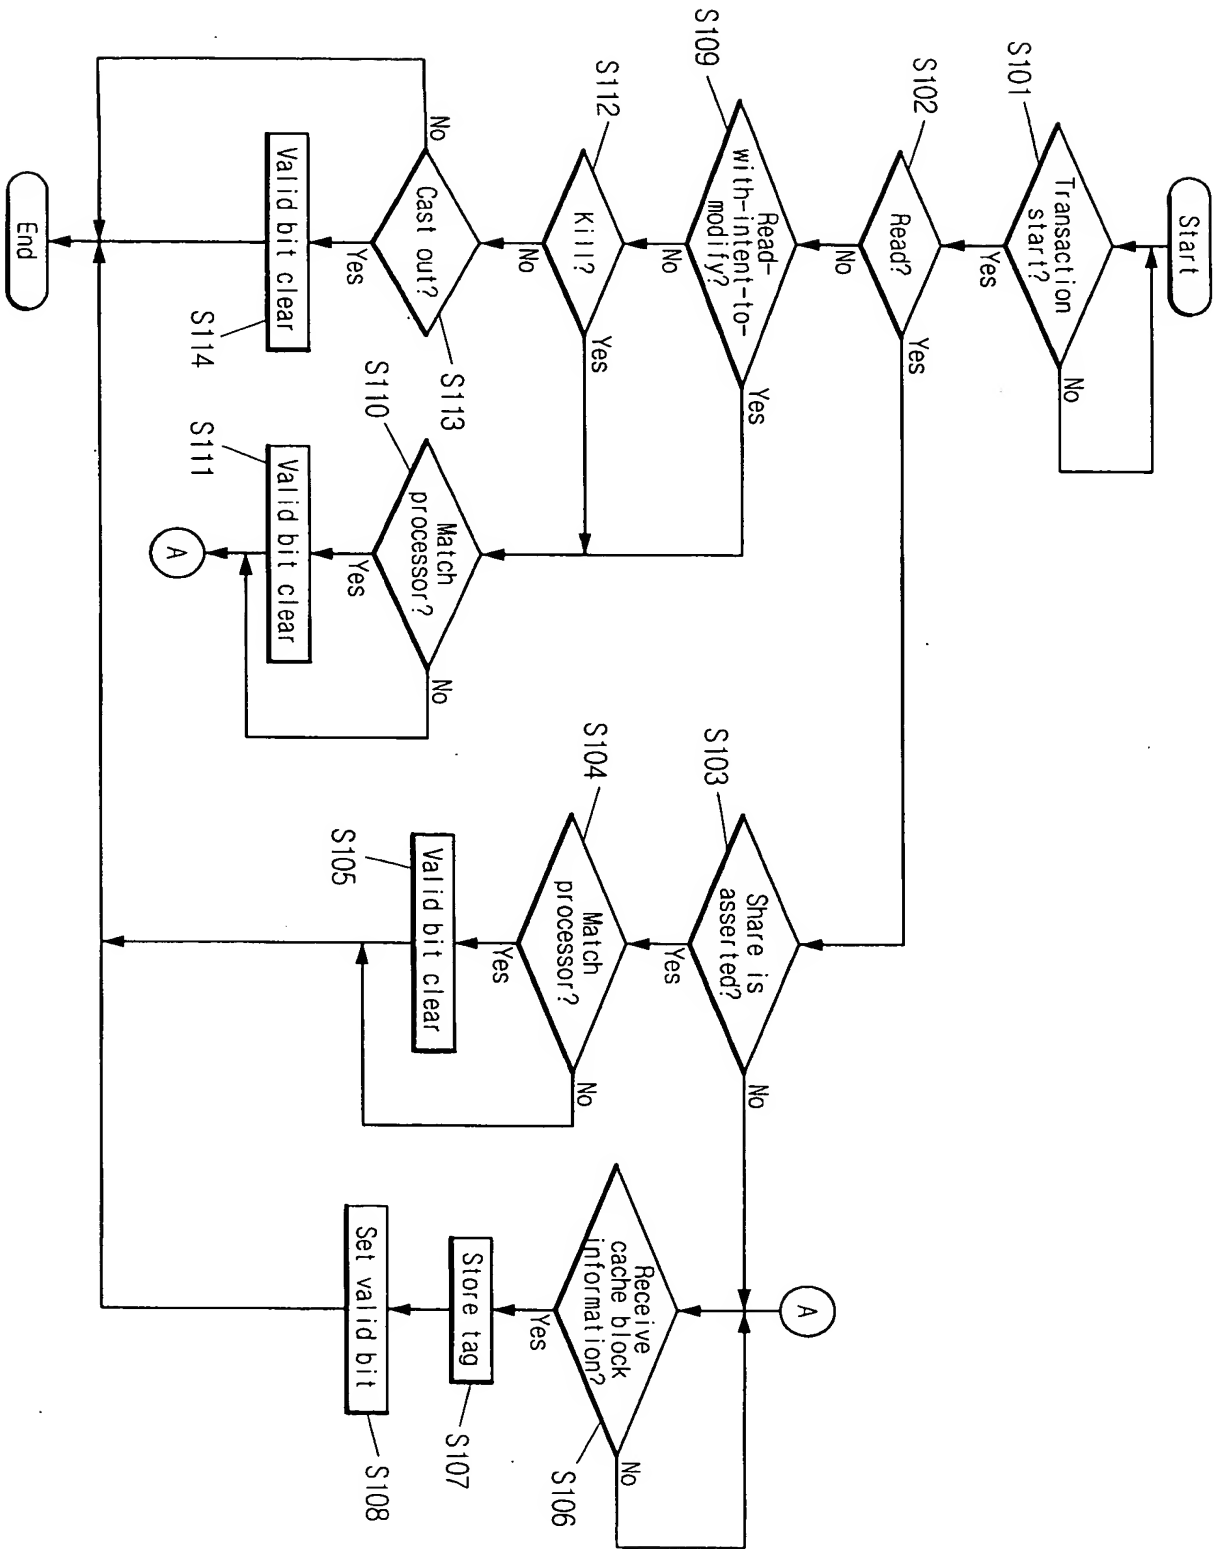 Start
S101
Transaction
start?
No
Yes
S102
Read?
Yes
No
S109
Read-
with-intent-to-
modify?
Yes
No
S112
Kill?
Yes
No
Cast out?
S113
No
Yes
Valid bit clear
S114
End
S110
Match
processor?
No
Yes
S111
Valid bit clear
A
S103
Share is
asserted?
No
Yes
S104
Match
processor?
No
Yes
S105
Valid bit clear
A
Receive
cache block
information?
S106
No
Yes
Store tag
S107
Set valid bit
S108